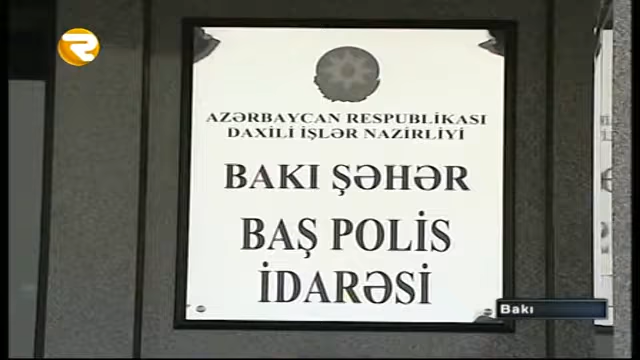 AZƏRBAYCAN RESPUBLİKASI
DAXİLİ İŞLƏR NAZİRLİYİ
BAKI ŞƏHƏR
BAŞ POLİS
İDARƏSİ
Bakı